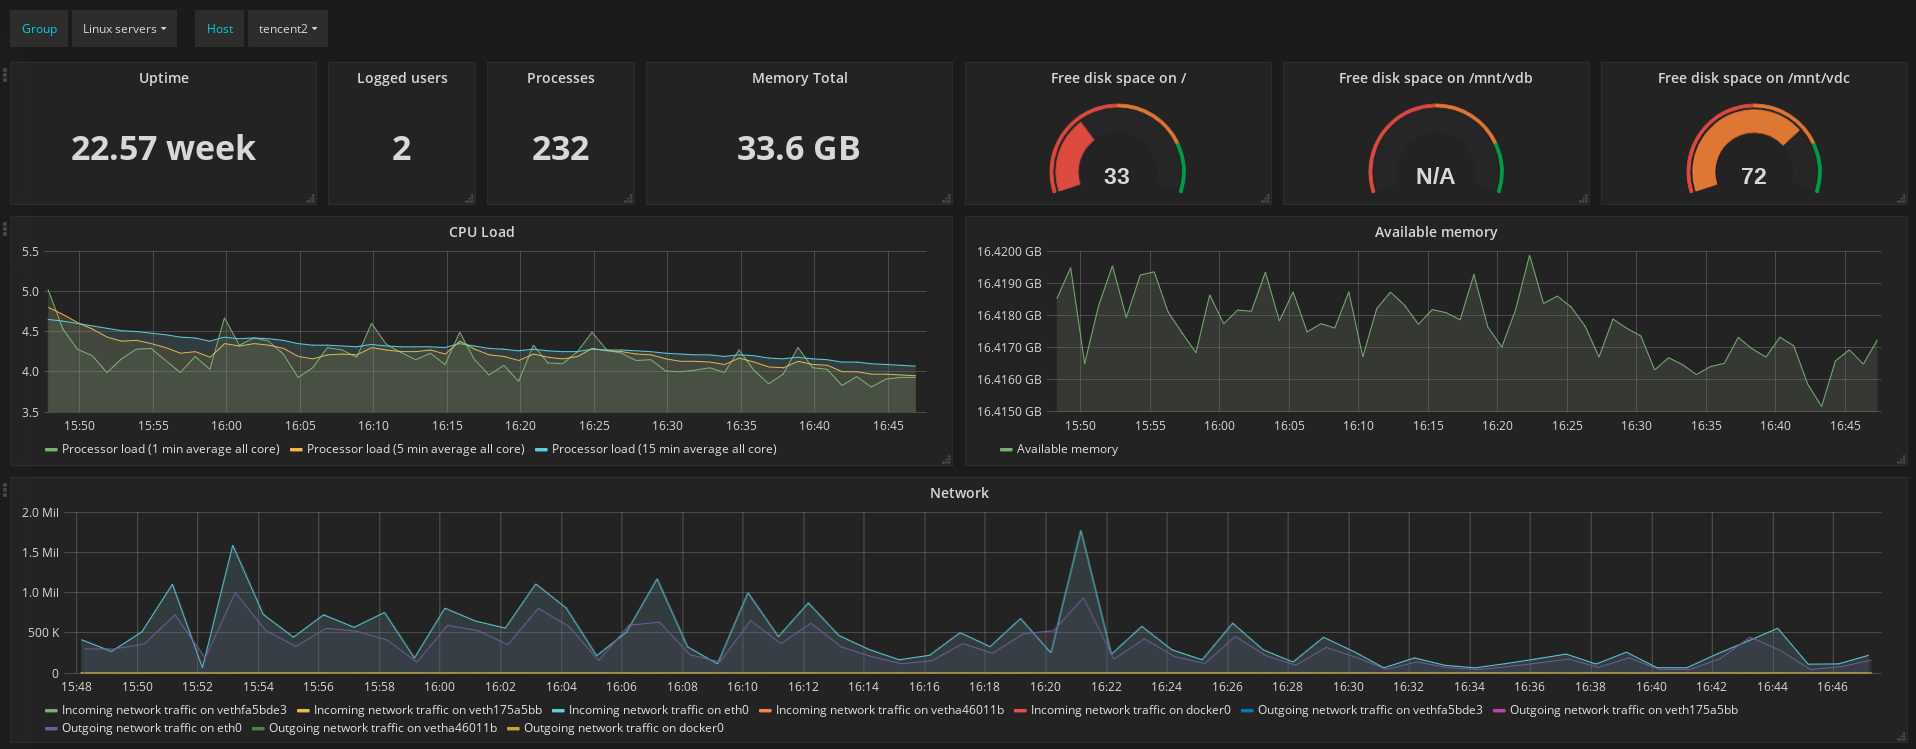 Group Linux servers Host tencent2
Uptime Logged users Processes Memory Total Free disk space on / Free disk space on /mnt/vdb Free disk space on /mnt/vdc
22.57 week 2 232 33.6 GB 33 N/A 72
CPU Load
5.5
5.0
4.5
4.0
3.5
15:50 15:55 16:00 16:05 16:10 16:15 16:20 16:25 16:30 16:35 16:40 16:45
Processor load (1 min average all core) Processor load (5 min average all core) Processor load (15 min average all core)
Available memory
16.4200 GB
16.4190 GB
16.4180 GB
16.4170 GB
16.4160 GB
16.4150 GB
15:50 15:55 16:00 16:05 16:10 16:15 16:20 16:25 16:30 16:35 16:40 16:45
Available memory
Network
2.0 Mil
1.5 Mil
1.0 Mil
500 K
0
15:48 15:50 15:52 15:54 15:56 15:58 16:00 16:02 16:04 16:06 16:08 16:10 16:12 16:14 16:16 16:18 16:20 16:22 16:24 16:26 16:28 16:30 16:32 16:34 16:36 16:38 16:40 16:42 16:44 16:46
Incoming network traffic on vethfa5bde3 Incoming network traffic on veth175a5bb Incoming network traffic on eth0 Incoming network traffic on vetha46011b Incoming network traffic on docker0 Outgoing network traffic on vethfa5bde3 Outgoing network traffic on veth175a5bb
Outgoing network traffic on eth0 Outgoing network traffic on vetha46011b Outgoing network traffic on docker0